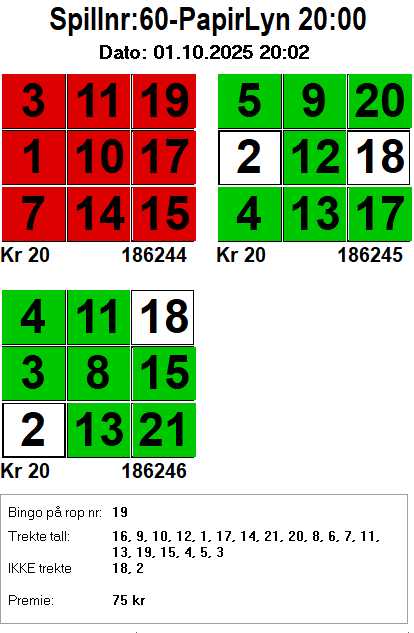 Spillnr:60-PapirLyn 20:00
Dato: 01.10.2025 20:02
3 11 19
1 10 17
7 14 15
Kr 20 186244
5 9 20
2 12 18
4 13 17
Kr 20 186245
4 11 18
3 8 15
2 13 21
Kr 20 186246
Bingo på rop nr: 19
Trekte tall: 16, 9, 10, 12, 1, 17, 14, 21, 20, 8, 6, 7, 11,
13, 19, 15, 4, 5, 3
IKKE trekte 18, 2
Premie: 75 kr